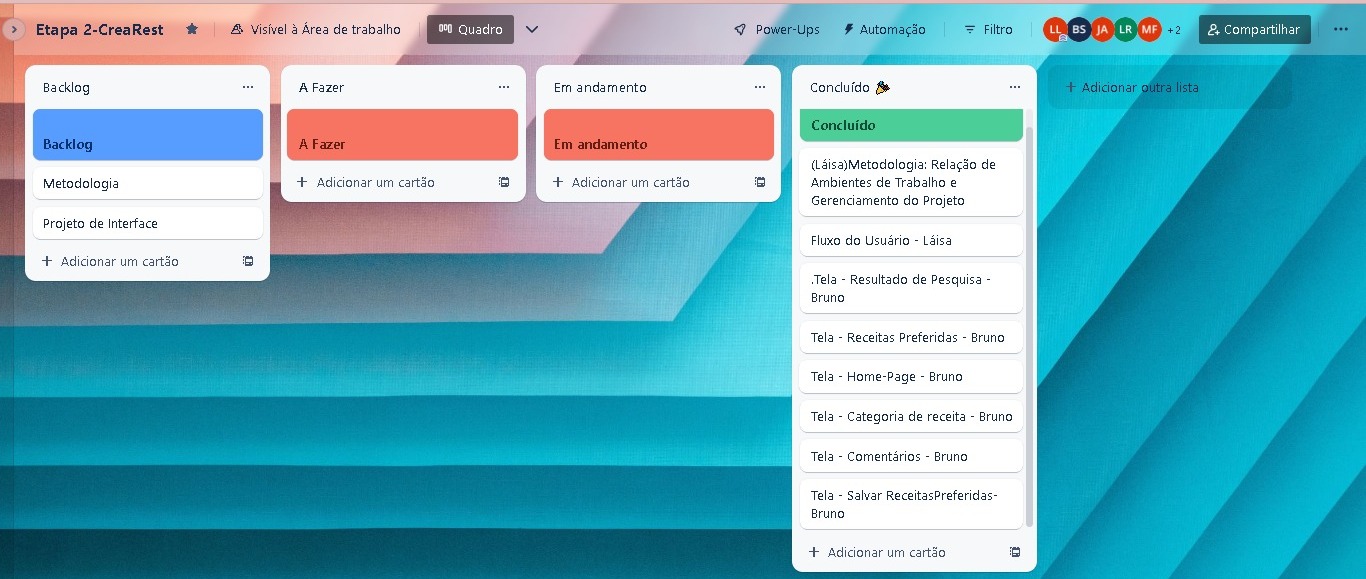 Etapa 2-CreaRest
Visível à Área de trabalho
Quadro
Power-Ups
Automação
Filtro
LL
BS
JA
LR
MF
+2
Compartilhar
Backlog
Backlog
Metodologia
Projeto de Interface
+ Adicionar um cartão
A Fazer
A Fazer
+ Adicionar um cartão
Em andamento
Em andamento
+ Adicionar um cartão
Concluído
Concluído
(Láisa)Metodologia: Relação de
Ambientes de Trabalho e
Gerenciamento do Projeto
Fluxo do Usuário - Láisa
.Tela - Resultado de Pesquisa -
Bruno
Tela - Receitas Preferidas - Bruno
Tela - Home-Page - Bruno
Tela - Categoria de receita - Bruno
Tela - Comentários - Bruno
Tela - Salvar ReceitasPreferidas-
Bruno
+ Adicionar um cartão
+ Adicionar outra lista